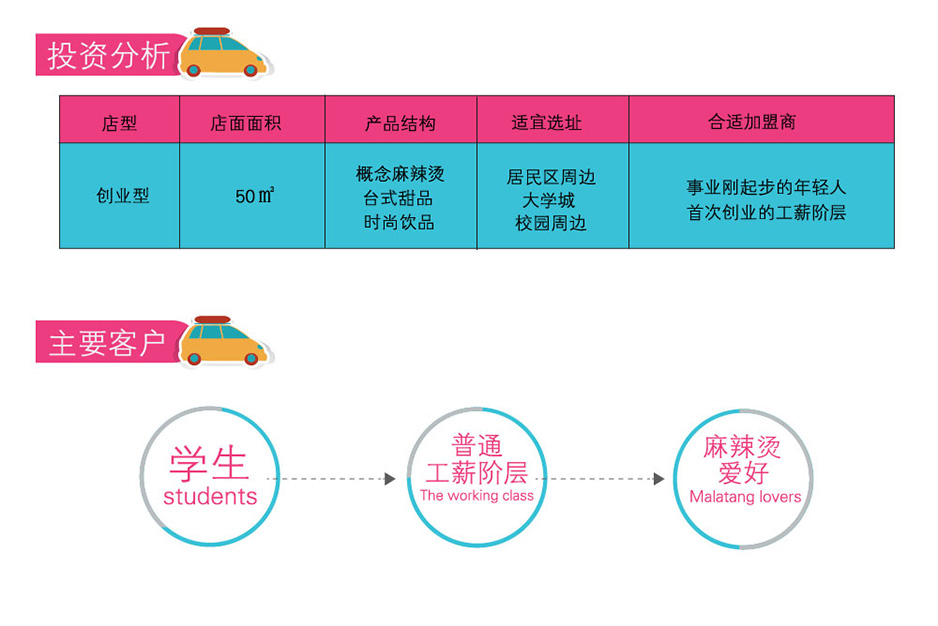 投资分析
店型 店面面积 产品结构 适宜选址 合适加盟商
创业型
50㎡
概念麻辣烫
台式甜品
时尚饮品
居民区周边
大学城
校园周边
事业刚起步的年轻人
首次创业的工薪阶层
主要客户
学生
students
普通
工薪阶层
The working class
麻辣烫
爱好
Malatang lovers